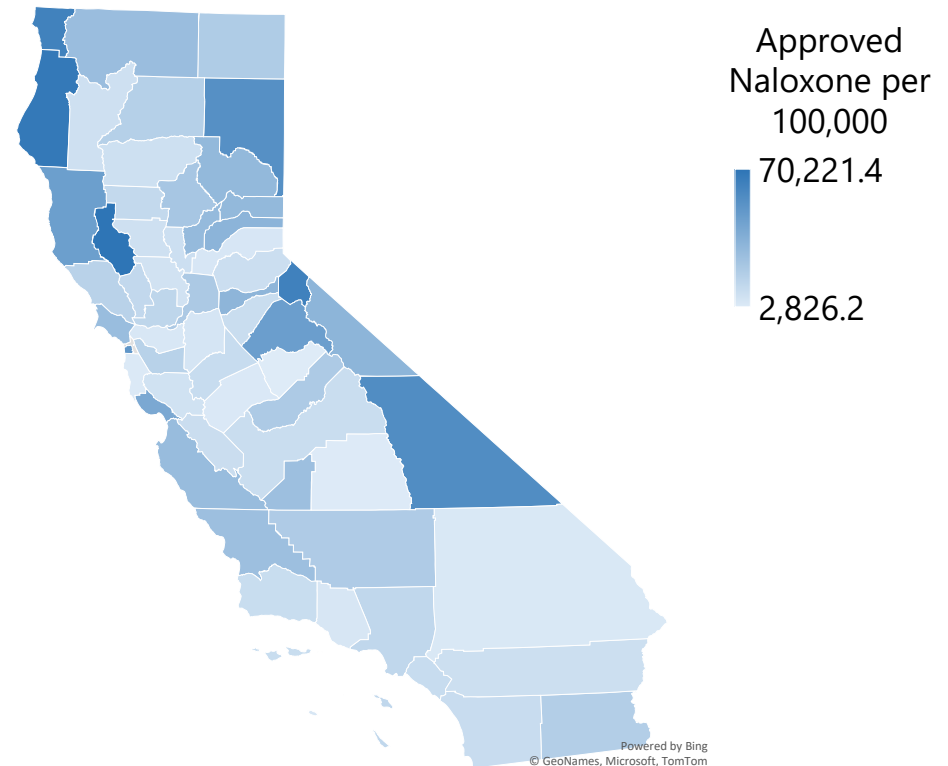 Approved
Naloxone per
100,000
70,221.4
2,826.2
Powered by Bing
© GeoNames, Microsoft, TomTom